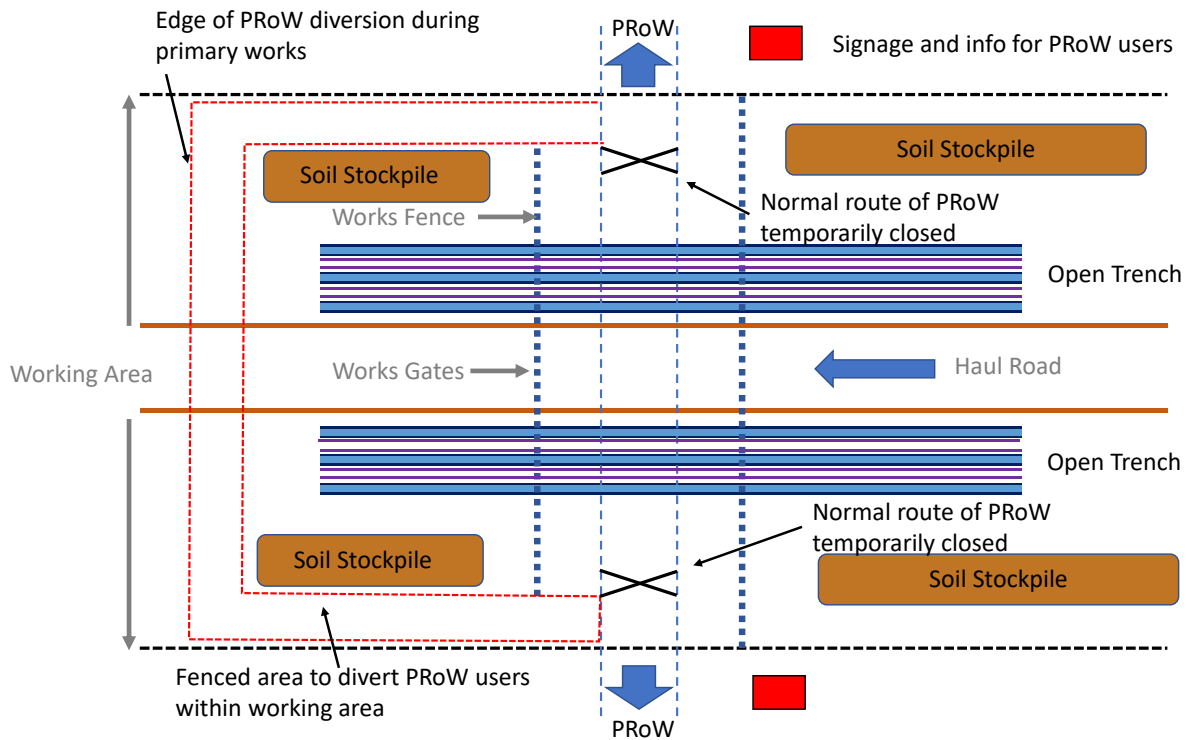 Edge of PRoW diversion during
primary works
PRoW
Signage and info for PRoW users
Soil Stockpile
Soil Stockpile
Works Fence
Normal route of PRoW
temporarily closed
Open Trench
Working Area
Works Gates
Haul Road
Open Trench
Normal route of PRoW
temporarily closed
Soil Stockpile
Soil Stockpile
Fenced area to divert PRoW users
within working area
PRoW